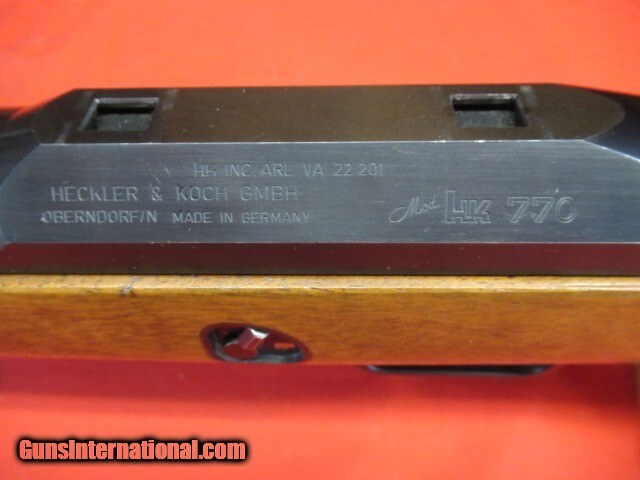 HK INC. ARL VA 22 201
HECKLER & KOCH GMBH
OBERNDORF/N MADE IN GERMANY
Mod. HK 770
GunsInternational.com